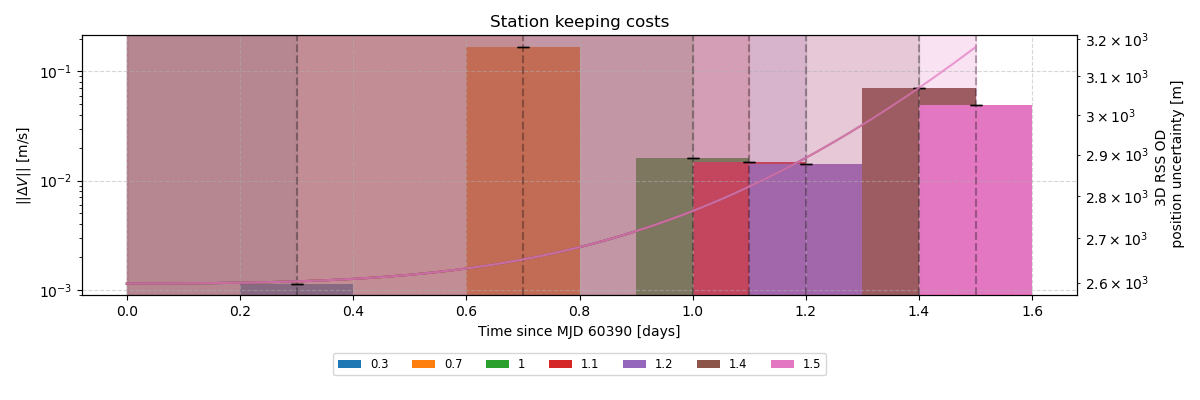 Station keeping costs
||ΔV|| [m/s]
10⁻¹
10⁻²
10⁻³
3.2 × 10³
3.1 × 10³
3 × 10³
2.9 × 10³
2.8 × 10³
2.7 × 10³
2.6 × 10³
3D RSS OD
position uncertainty [m]
0.0 0.2 0.4 0.6 0.8 1.0 1.2 1.4 1.6
Time since MJD 60390 [days]
0.3 0.7 1 1.1 1.2 1.4 1.5